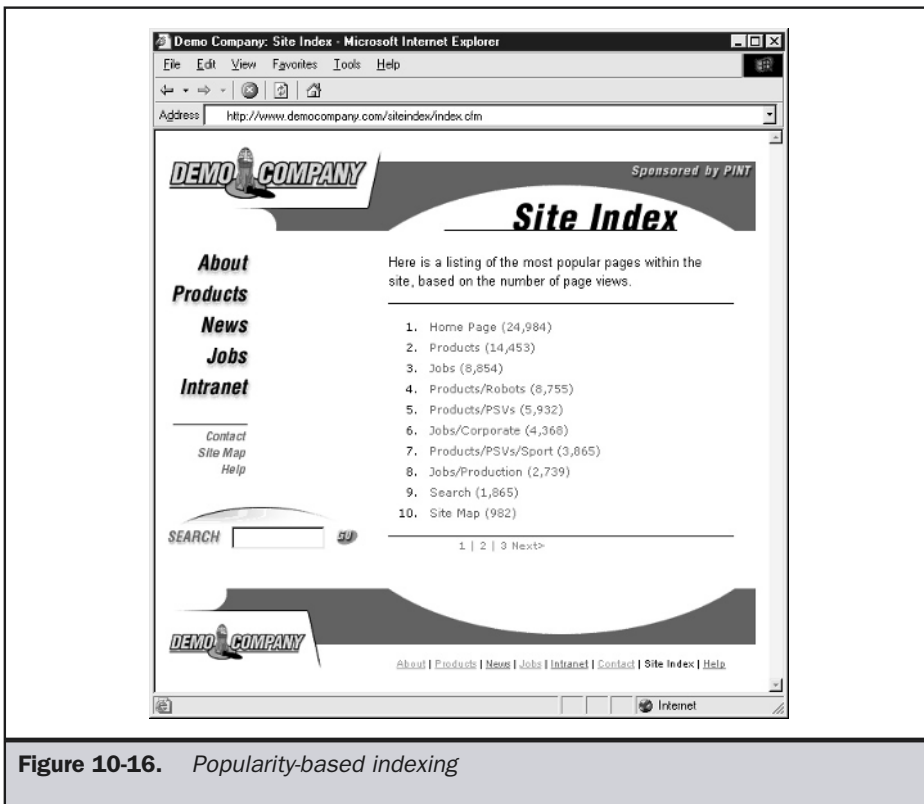 Demo Company: Site Index - Microsoft Internet Explorer
File Edit View Favorites Tools Help
Address http://www.democompany.com/siteindex/index.cfm
DEMO COMPANY
Sponsored by PINT
Site Index
About
Products
News
Jobs
Intranet
Contact
Site Map
Help
SEARCH
Here is a listing of the most popular pages within the
site, based on the number of page views.
1. Home Page (24,984)
2. Products (14,453)
3. Jobs (8,854)
4. Products/Robots (8,755)
5. Products/PSVs (5,932)
6. Jobs/Corporate (4,368)
7. Products/PSVs/Sport (3,865)
8. Jobs/Production (2,739)
9. Search (1,865)
10. Site Map (982)
1 | 2 | 3 Next>
DEMO COMPANY
About | Products | News | Jobs | Intranet | Contact | Site Index | Help
Internet
Figure 10-16. Popularity-based indexing